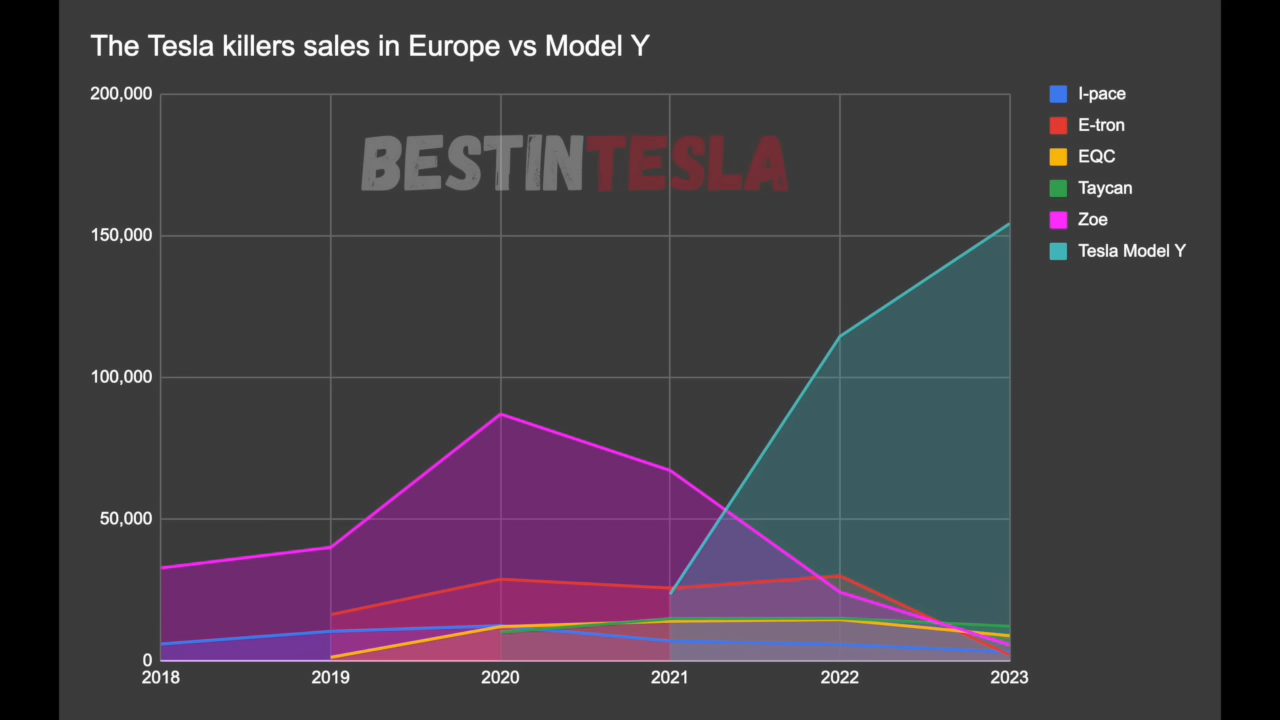 The Tesla killers sales in Europe vs Model Y
200,000
150,000
100,000
50,000
0
2018 2019 2020 2021 2022 2023
BESTINTESLA
I-pace
E-tron
EQC
Taycan
Zoe
Tesla Model Y